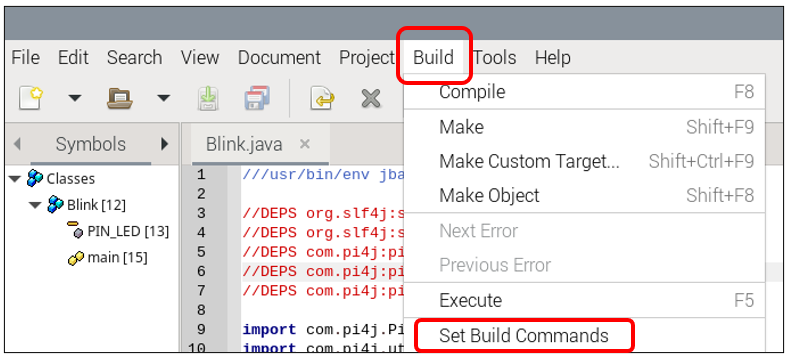 File Edit Search View Document Project Build Tools Help
Compile F8
Make Shift+F9
Make Custom Target... Shift+Ctrl+F9
Make Object Shift+F8
Next Error
Previous Error
Execute F5
Set Build Commands
Symbols
Classes
Blink [12]
PIN_LED [13]
main [15]
Blink.java ×
1 ///usr/bin/env jba
2
3 //DEPS org.slf4j:s
4 //DEPS org.slf4j:s
5 //DEPS com.pi4j:pi
6 //DEPS com.pi4j:pi
7 //DEPS com.pi4j:pi
8
9 import com.pi4j.Pi
10 import com.pi4j.ut